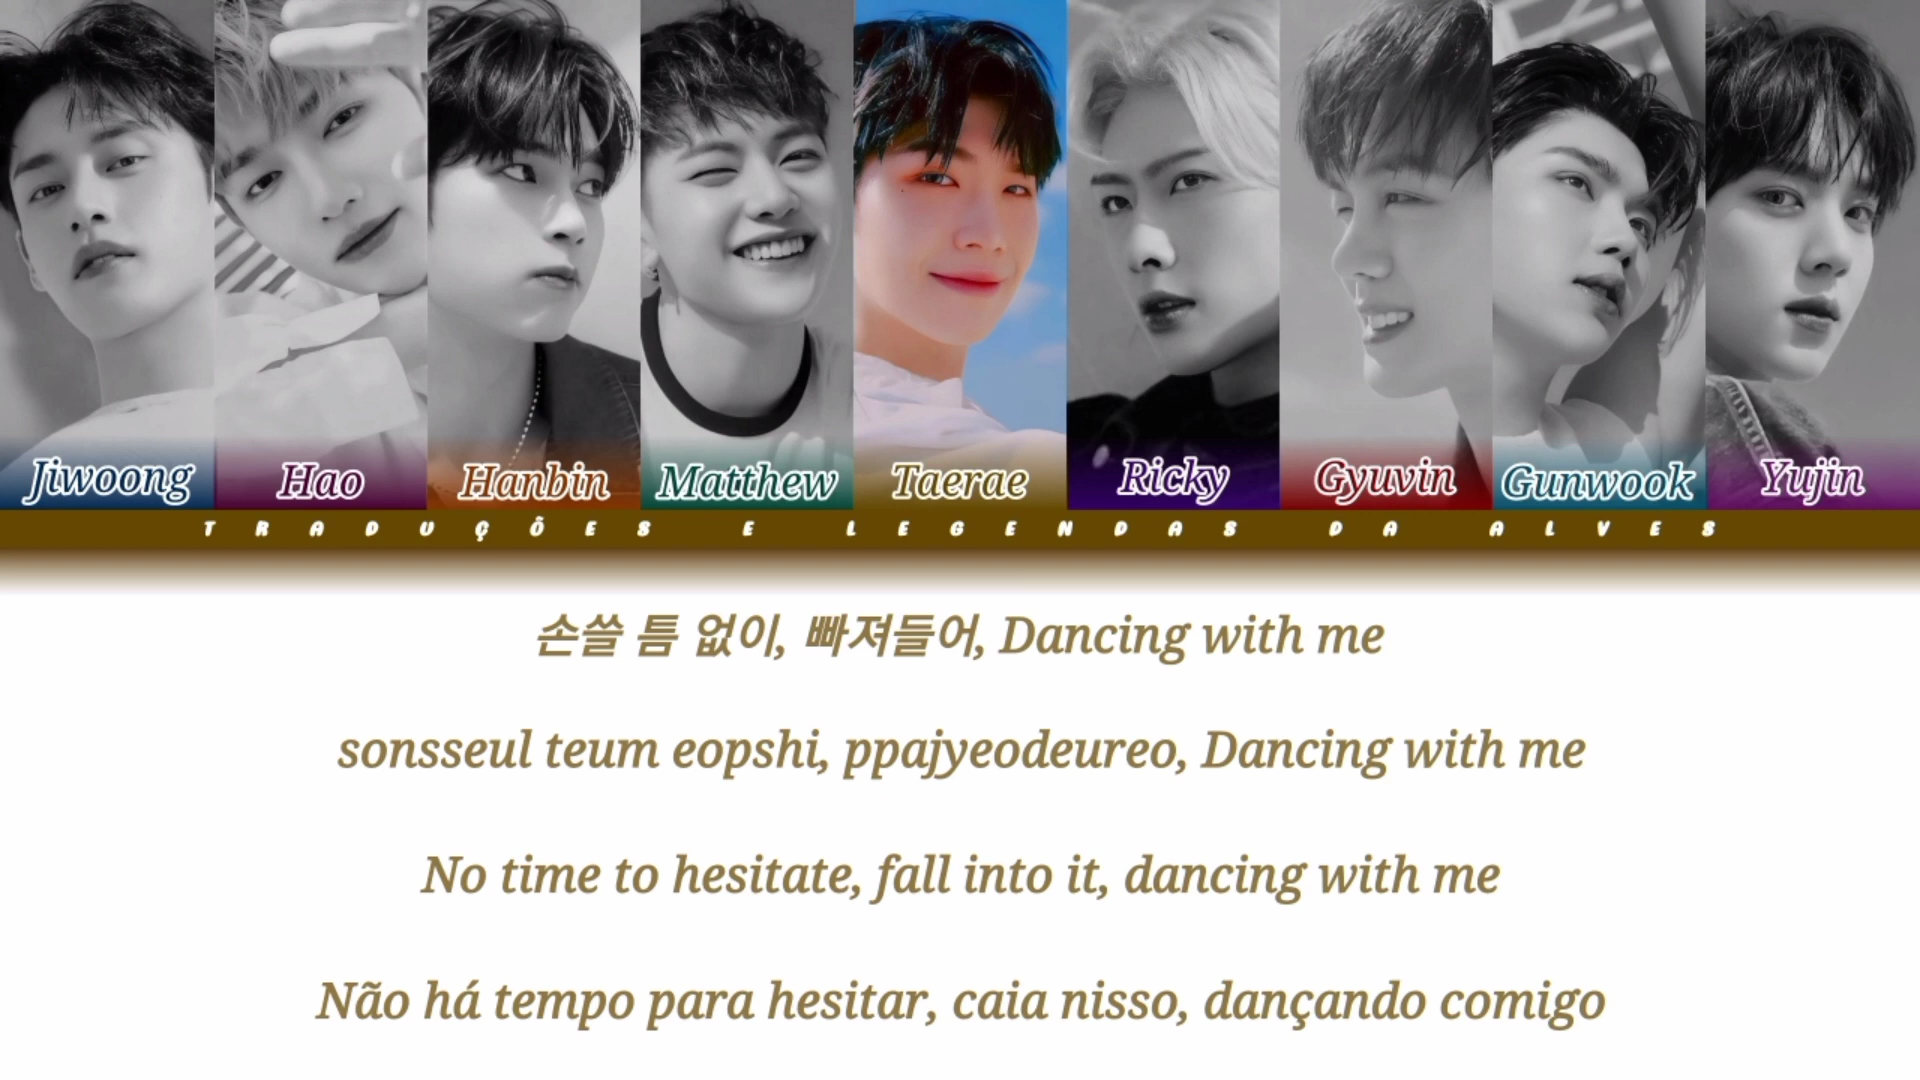 Jiwoong Hao Hanbin Matthew Taerae Ricky Gyuvin Gunwook Yujin
TRADUÇÕES E LEGENDAS DA ALVES
손쓸 틈 없이, 빠져들어, Dancing with me
sonsseul teum eopshi, ppajyeodeureo, Dancing with me
No time to hesitate, fall into it, dancing with me
Não há tempo para hesitar, caia nisso, dançando comigo